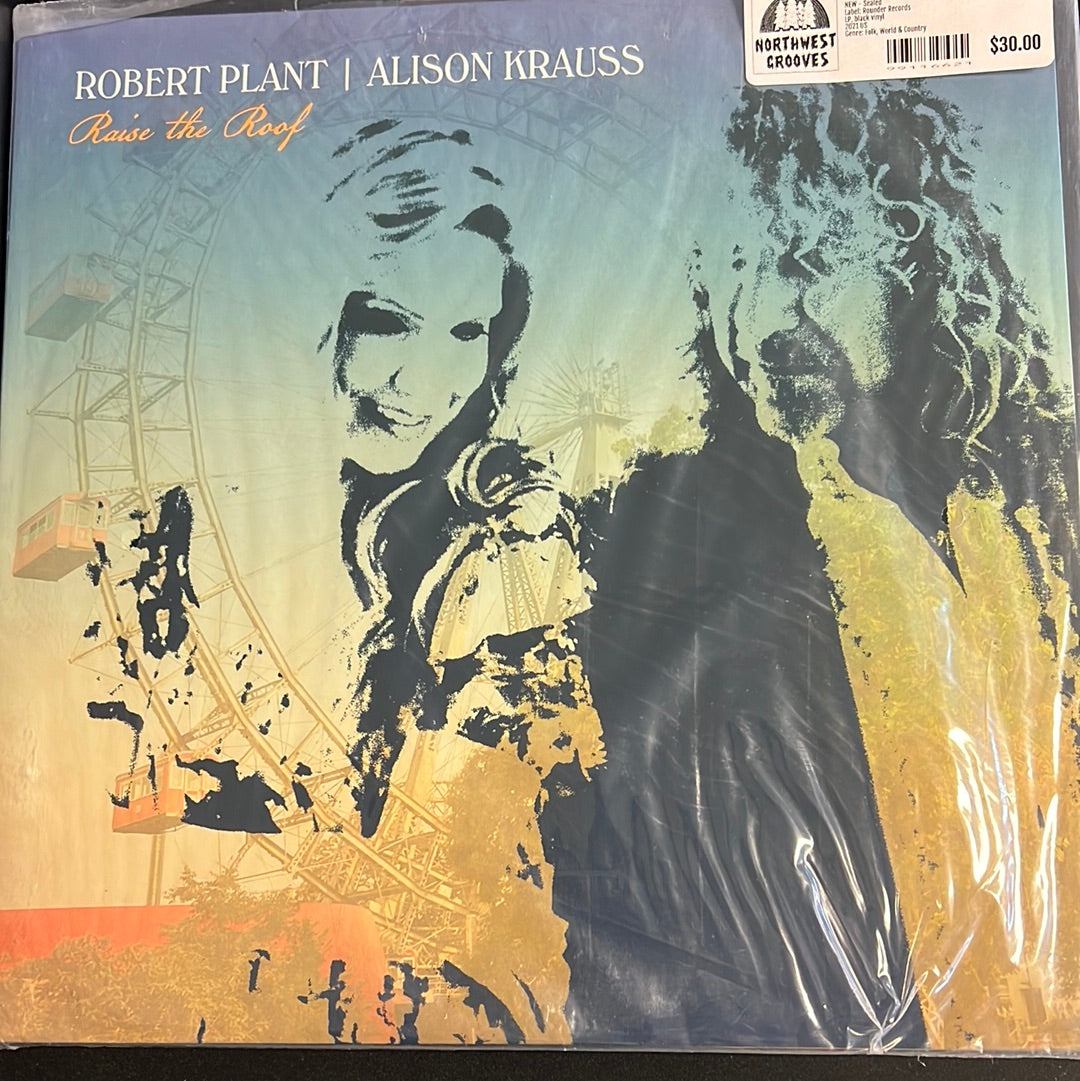 NEW - Sealed
Label: Rounder Records
LP, black vinyl
2021 US
Genre: Folk, World & Country
NORTHWEST
GROOVES
$30.00
ROBERT PLANT | ALISON KRAUSS
Raise the Roof